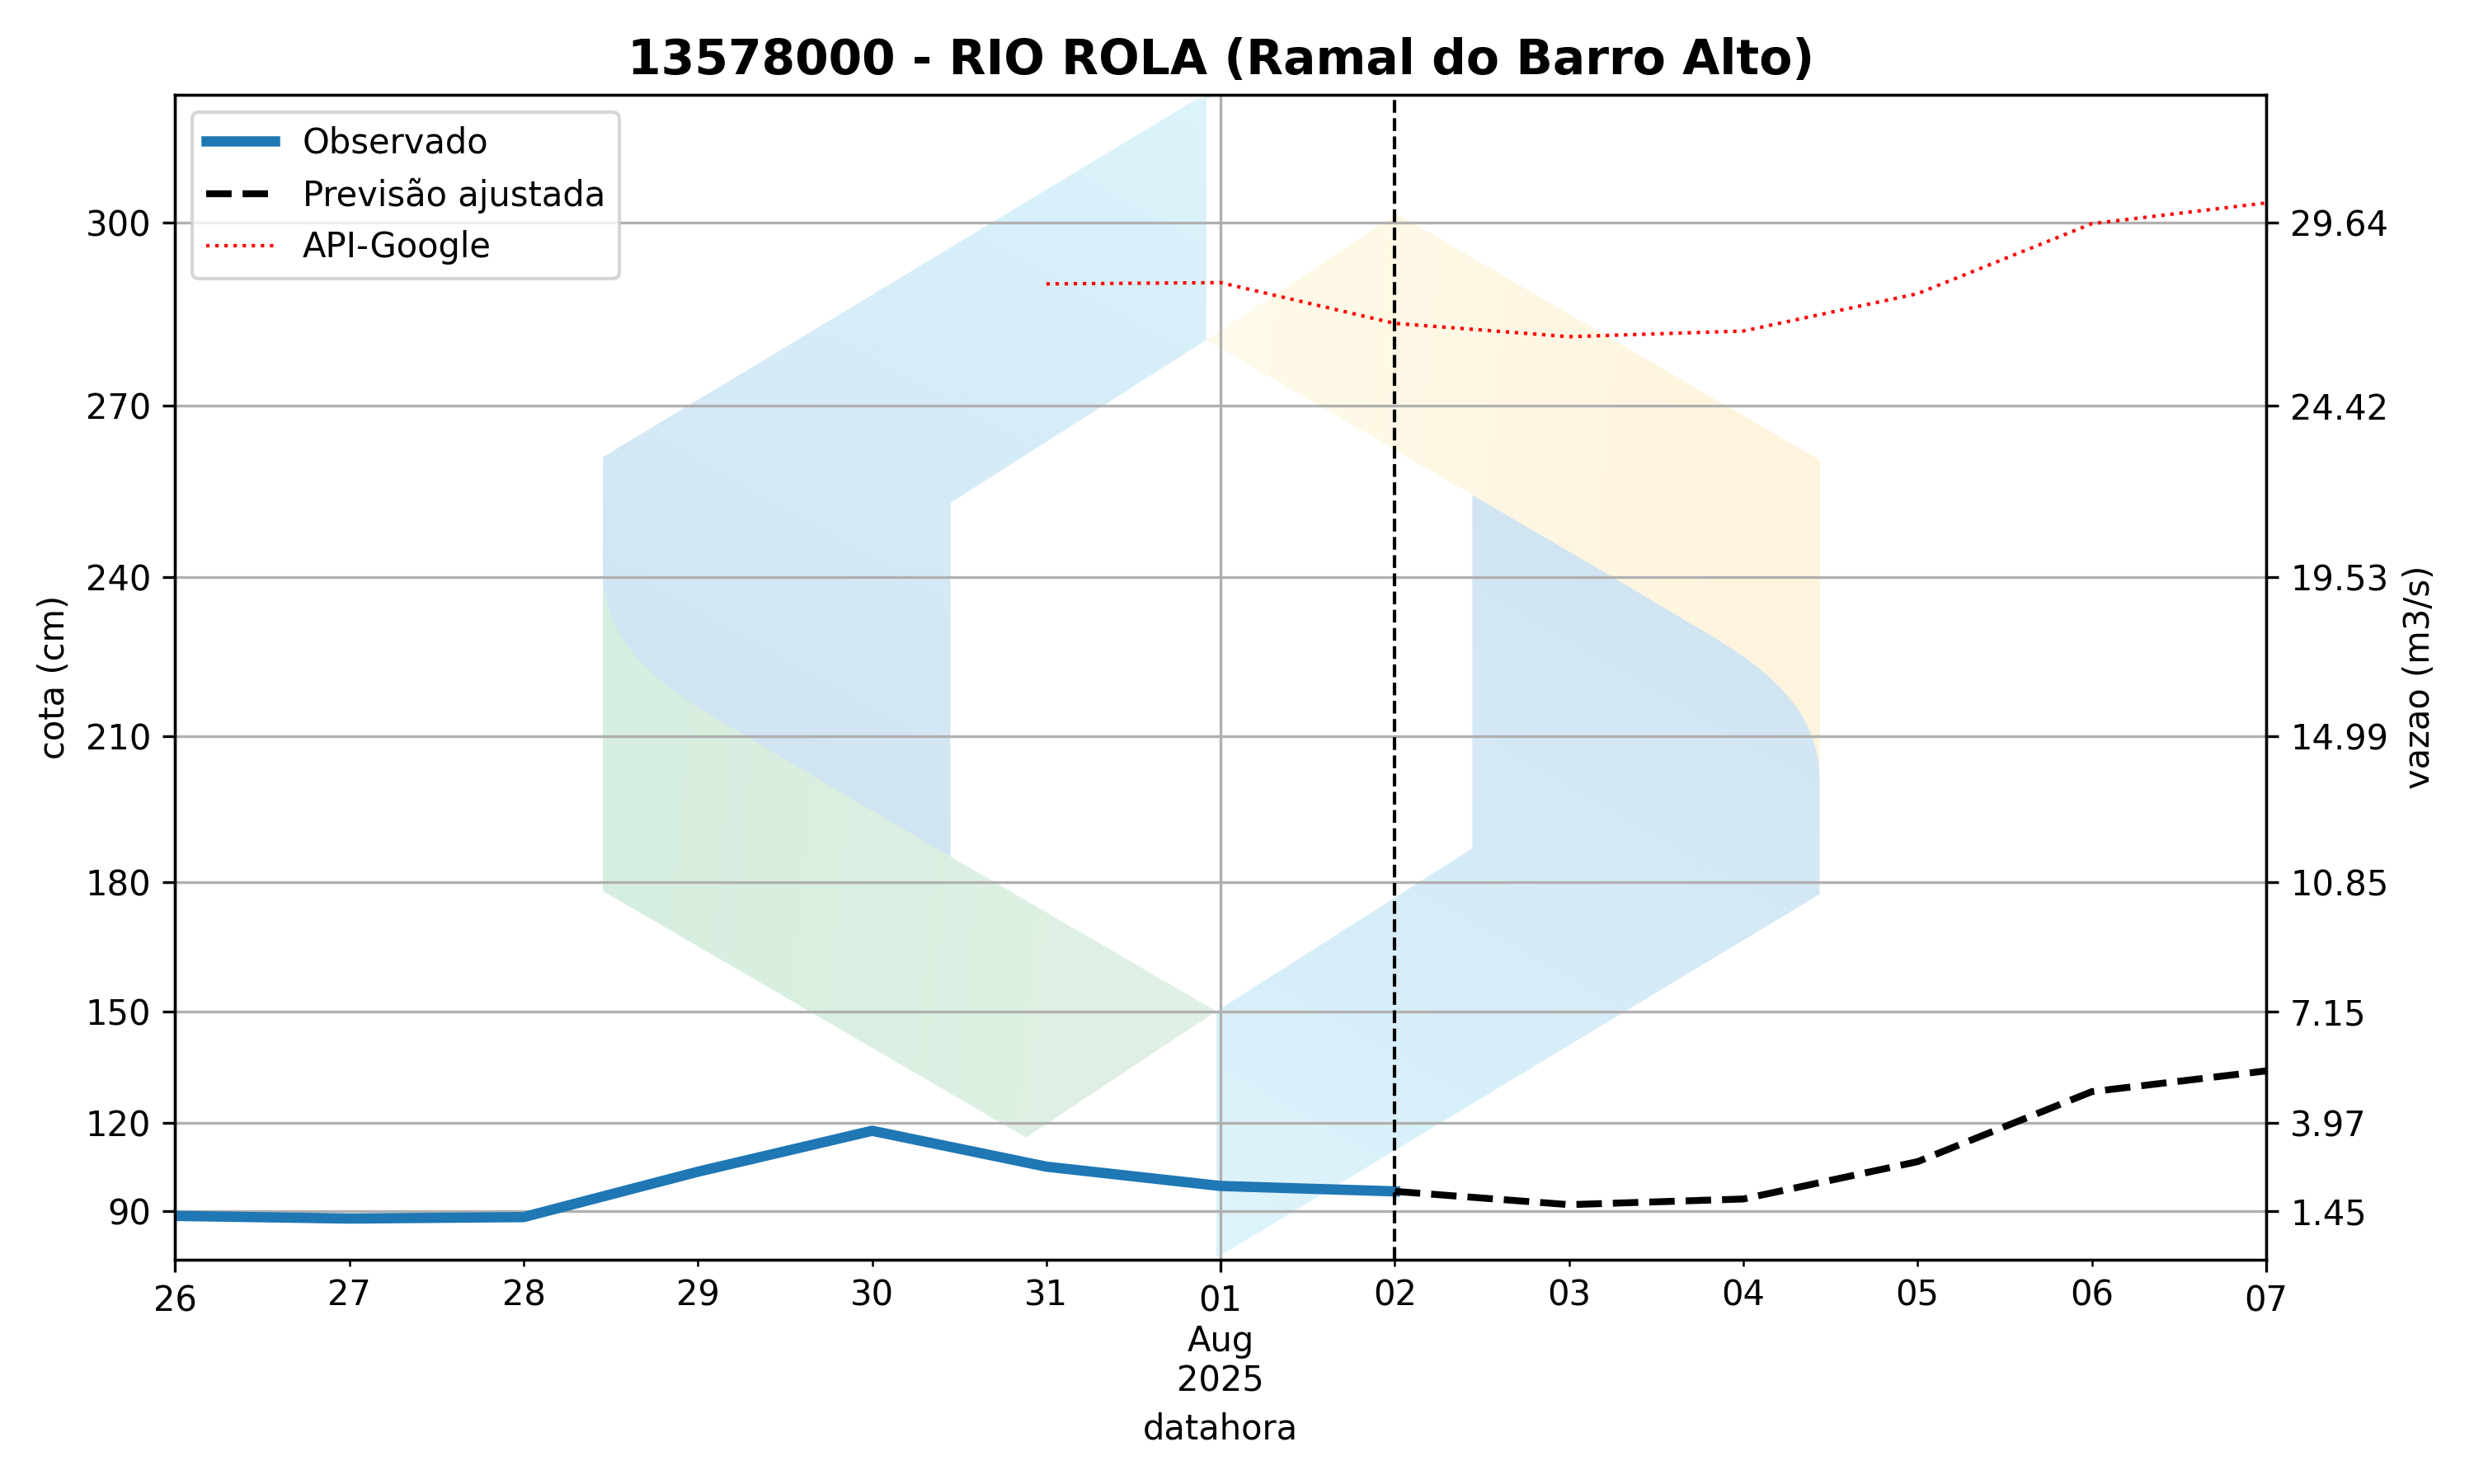 13578000 - RIO ROLA (Ramal do Barro Alto)
Observado
Previsão ajustada
API-Google
cota (cm)
300
270
240
210
180
150
120
90
29.64
24.42
19.53
14.99
10.85
7.15
3.97
1.45
vazao (m3/s)
26 27 28 29 30 31 01 02 03 04 05 06 07
Aug
2025
datahora